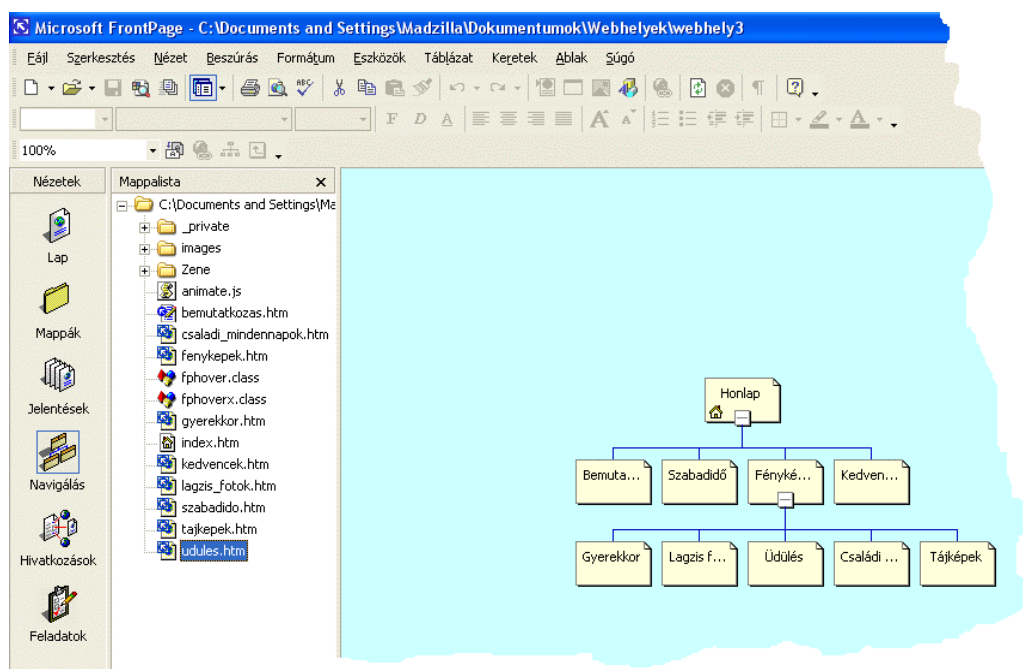 Microsoft FrontPage - C:\Documents and Settings\Madzilla\Dokumentumok\Webhelyek\webhely3
Fájl Szerkesztés Nézet Beszúrás Formátum Eszközök Táblázat Keretek Ablak Súgó
ABC
F D A A A A
100%
Nézetek
Lap
Mappák
Jelentések
Navigálás
Hivatkozások
Feladatok
Mappalista
C:\Documents and Settings\Ma
_private
images
Zene
animate.js
bemutatkozas.htm
csaladi_mindennapok.htm
fenykepek.htm
fphover.class
fphoverx.class
gyerekkor.htm
index.htm
kedvencek.htm
lagzis_fotok.htm
szabadido.htm
tajkepek.htm
udules.htm
Honlap
Bemuta... Szabadidő Fényké... Kedven...
Gyerekkor Lagzis f... Üdülés Családi ... Tájképek